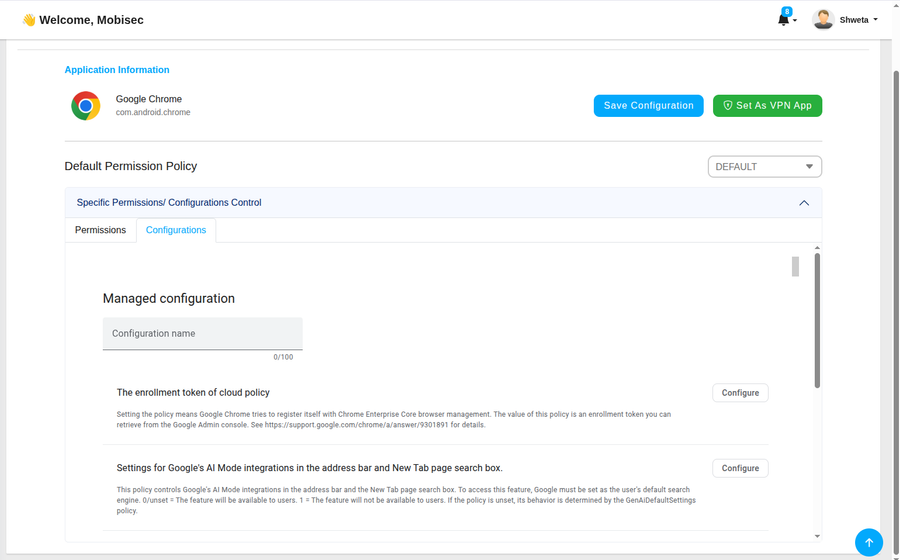 👋 Welcome, Mobisec
8
Shweta
Application Information
Google Chrome
com.android.chrome
Save Configuration
Set As VPN App
Default Permission Policy
DEFAULT
Specific Permissions/ Configurations Control
Permissions
Configurations
Managed configuration
Configuration name
0/100
The enrollment token of cloud policy
Configure
Setting the policy means Google Chrome tries to register itself with Chrome Enterprise Core browser management. The value of this policy is an enrollment token you can
retrieve from the Google Admin console. See https://support.google.com/chrome/a/answer/9301891 for details.
Settings for Google's AI Mode integrations in the address bar and New Tab page search box.
Configure
This policy controls Google's AI Mode integrations in the address bar and the New Tab page search box. To access this feature, Google must be set as the user's default search
engine. 0/unset = The feature will be available to users. 1 = The feature will not be available to users. If the policy is unset, its behavior is determined by the GenAiDefaultSettings
policy.